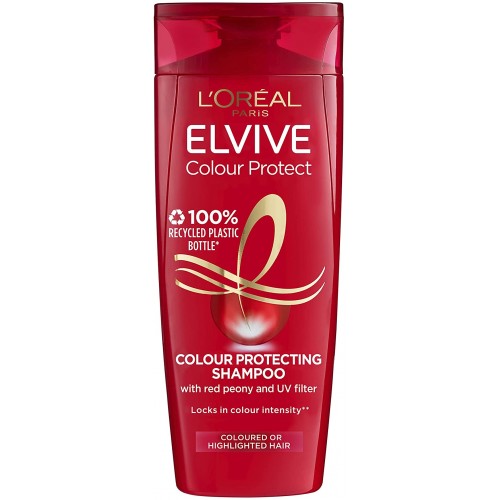 L'ORÉAL
PARIS
ELVIVE
Colour Protect
100%
RECYCLED PLASTIC
BOTTLE*
COLOUR PROTECTING
SHAMPOO
with red peony and UV filter
Locks in colour intensity**
COLOURED OR
HIGHLIGHTED HAIR